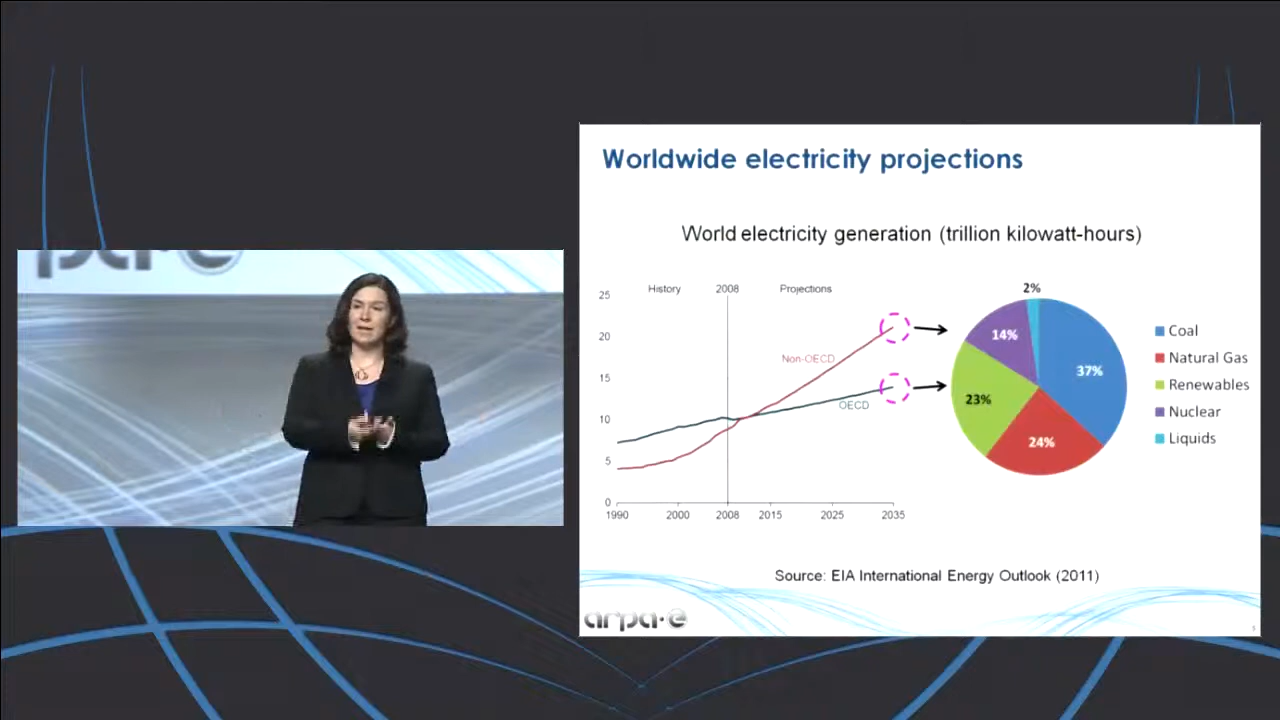 Worldwide electricity projections
World electricity generation (trillion kilowatt-hours)
History 2008 Projections
25
20
15
10
5
0
1990 2000 2008 2015 2025 2035
Non-OECD
OECD
2%
14%
37%
23%
24%
Coal
Natural Gas
Renewables
Nuclear
Liquids
Source: EIA International Energy Outlook (2011)
arpa·e